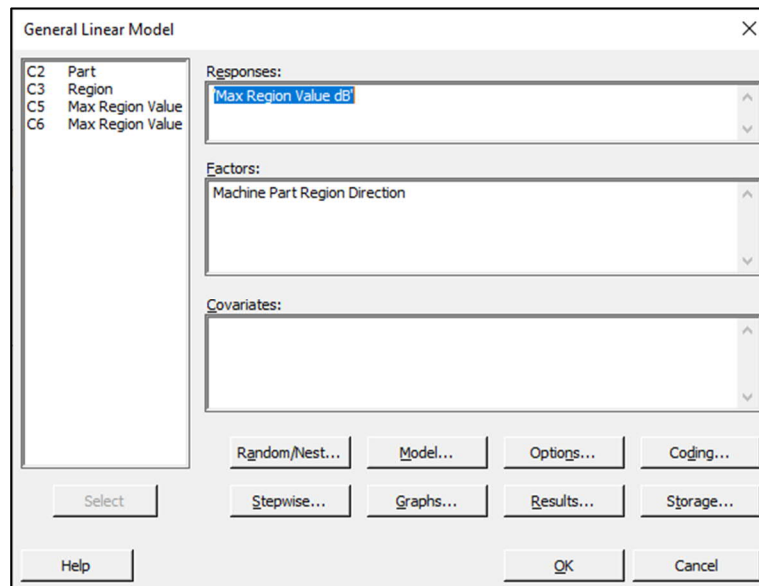 General Linear Model
C2 Part
C3 Region
C5 Max Region Value
C6 Max Region Value
Responses:
'Max Region Value dB'
Factors:
Machine Part Region Direction
Covariates:
Random/Nest...
Model...
Options...
Coding...
Select
Stepwise...
Graphs...
Results...
Storage...
Help
OK
Cancel